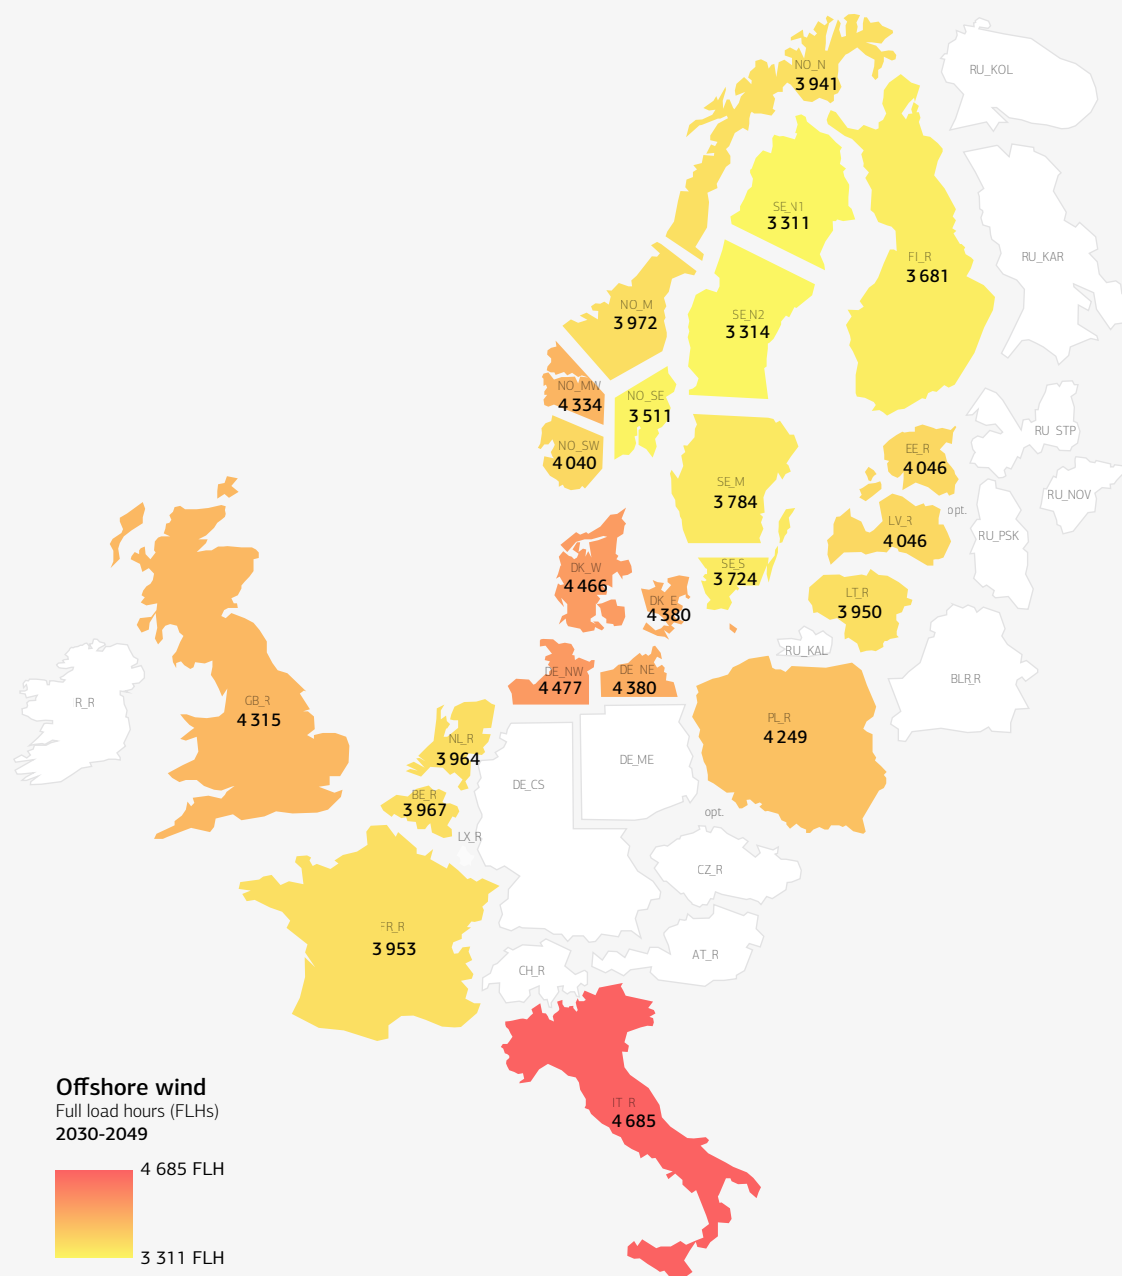 NO_N
3 941
RU_KOL
SE_N1
3 311
RU_KAR
FI_R
3 681
NO_M
3 972
SE_N2
3 314
NO_MW
4 334
NO_SE
3 511
NO_SW
4 040
RU_STP
EE_R
4 046
SE_M
3 784
RU_NOV
opt.
LV_R
4 046
RU_PSK
DK_W
4 466
SE_S
3 724
DK_E
4 380
LT_R
3 950
RU_KAL
DE_NW
4 477
DE_NE
4 380
BLR_R
R_R
GB_R
4 315
PL_R
4 249
NL_R
3 964
DE_ME
DE_CS
BE_R
3 967
opt.
LX_R
CZ_R
FR_R
3 953
AT_R
CH_R
IT_R
4 685
Offshore wind
Full load hours (FLHs)
2030-2049
4 685 FLH
3 311 FLH